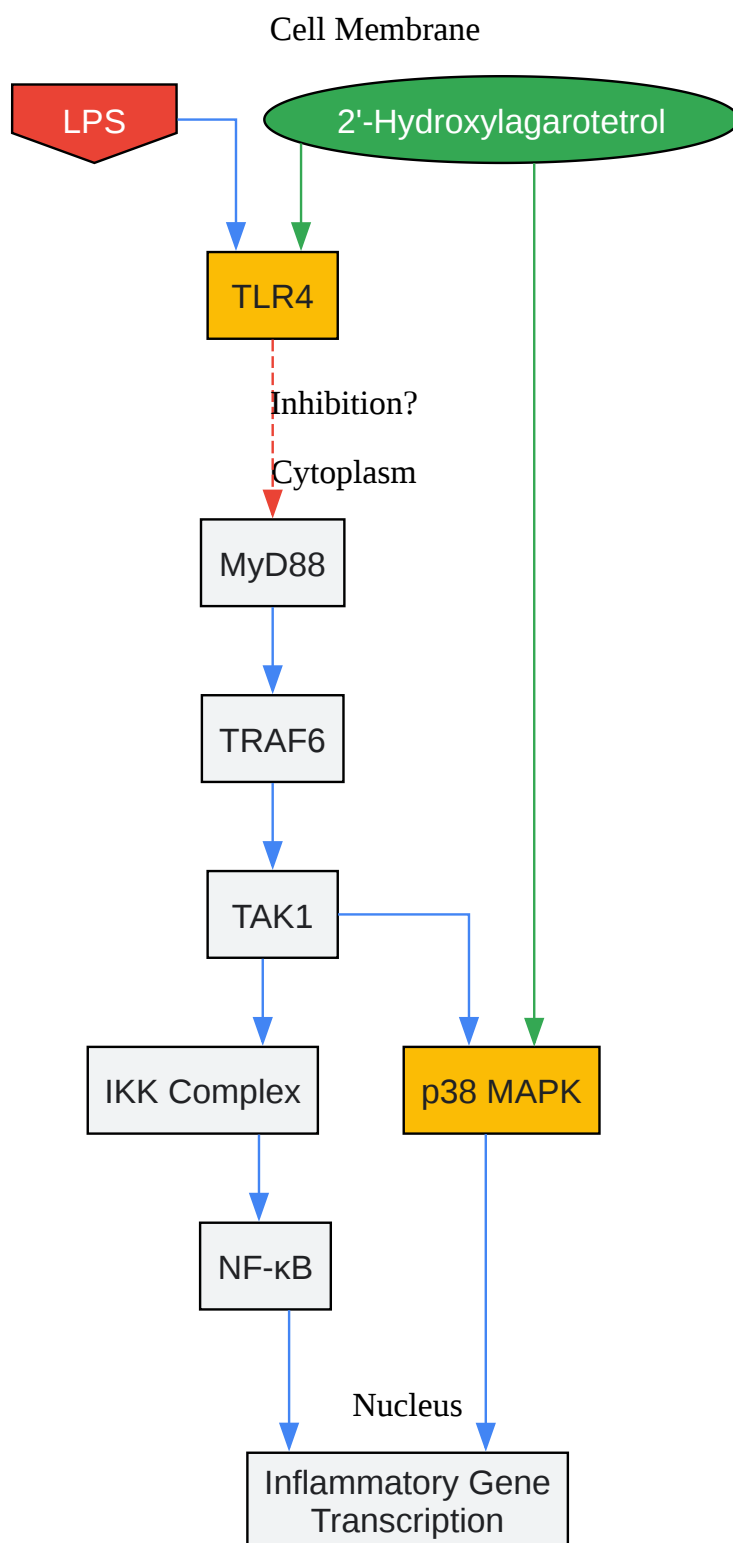 Cell Membrane
LPS
2'-Hydroxylagarotetrol
TLR4
Inhibition?
Cytoplasm
MyD88
TRAF6
TAK1
IKK Complex
p38 MAPK
NF-κB
Nucleus
Inflammatory Gene
Transcription